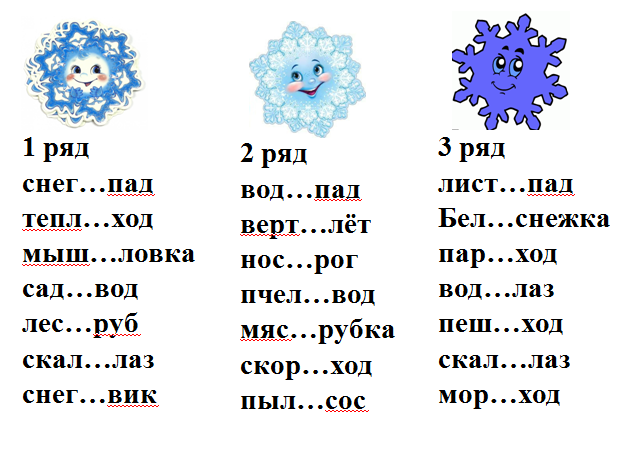 1 ряд
снег…пад
тепл…ход
мыш…ловка
сад…вод
лес…руб
скал…лаз
снег…вик
2 ряд
вод…пад
верт…лёт
нос…рог
пчел…вод
мяс…рубка
скор…ход
пыл…сос
3 ряд
лист…пад
Бел…снежка
пар…ход
вод…лаз
пеш…ход
скал…лаз
мор…ход